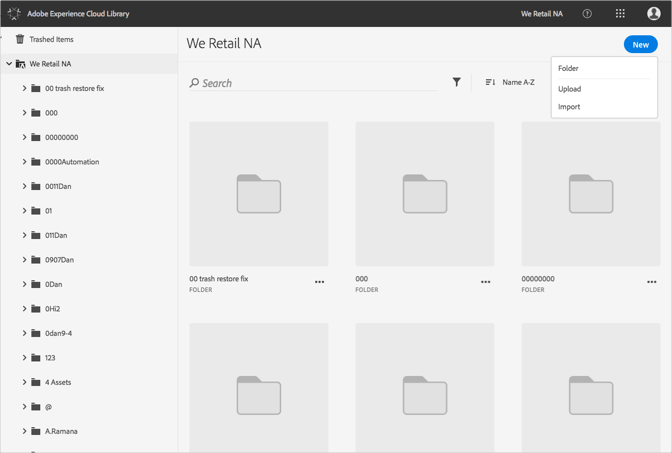 Adobe Experience Cloud Library
We Retail NA
Trashed Items
We Retail NA
00 trash restore fix
000
00000000
0000Automation
0011Dan
01
011Dan
0907Dan
0Dan
0Hi2
0dan9-4
123
4 Assets
@
A.Ramana
We Retail NA
New
Folder
Upload
Import
Search
Name A-Z
00 trash restore fix
FOLDER
000
FOLDER
00000000
FOLDER